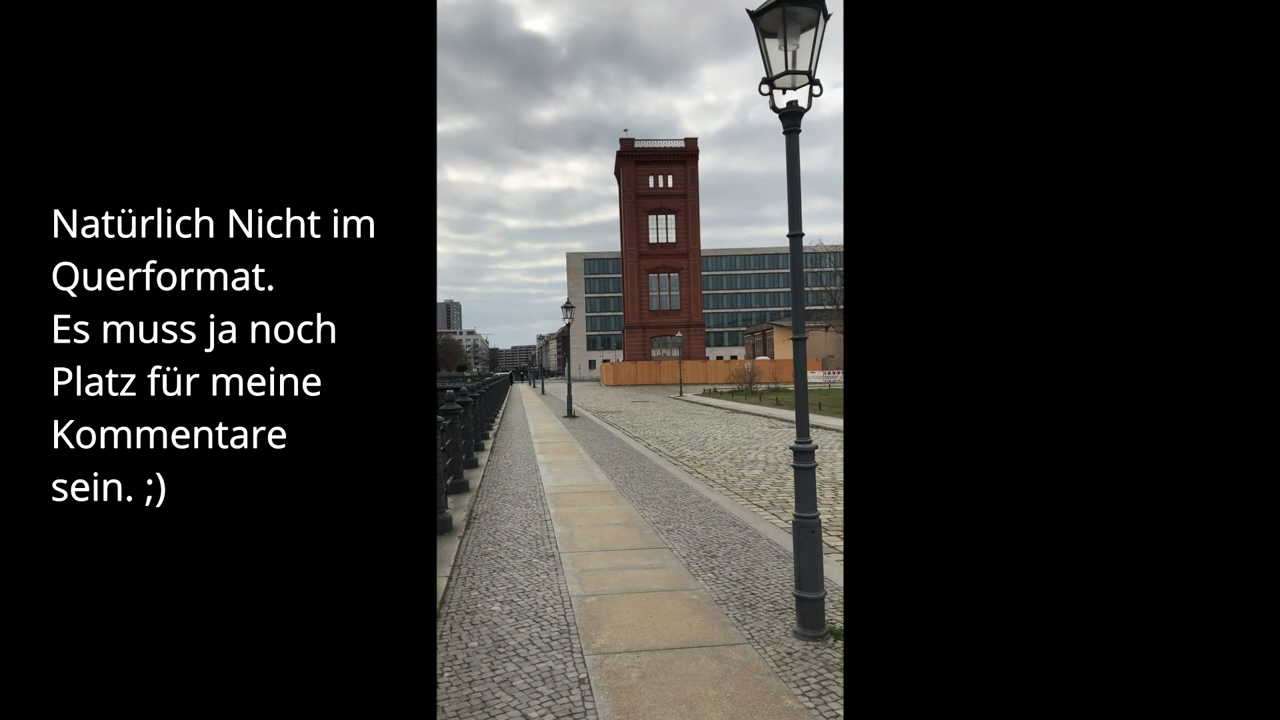 Natürlich Nicht im
Querformat.
Es muss ja noch
Platz für meine
Kommentare
sein. ;)